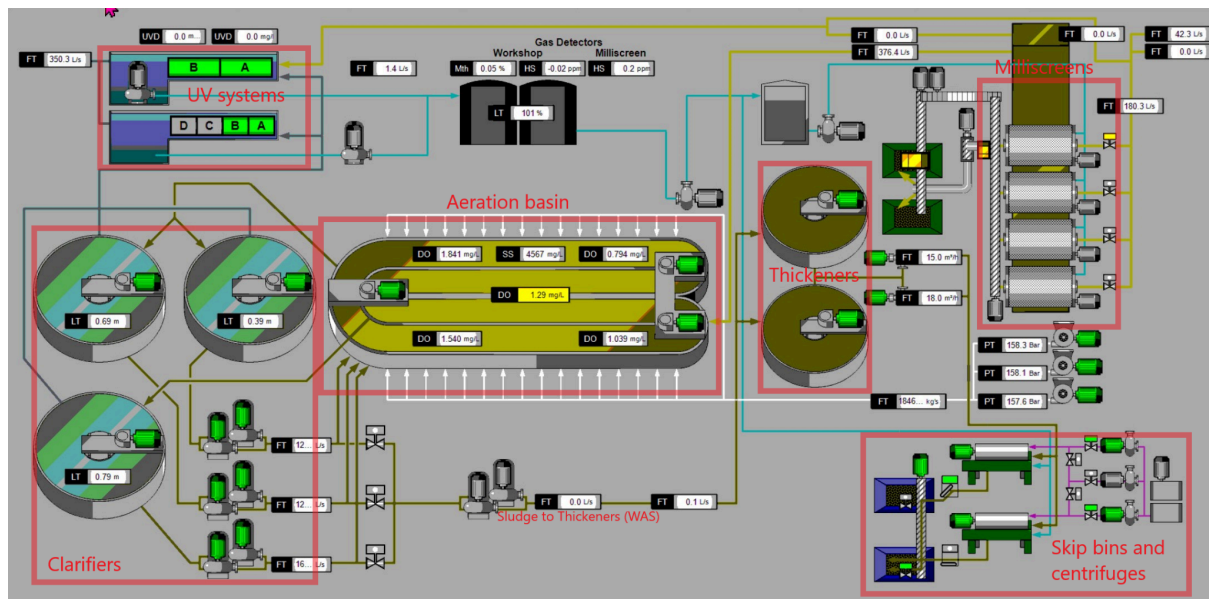 UVD 0.0 m... UVD 0.0 mg/l
FT 350.3 L/s
B A
UV systems
D C B A
FT 1.4 L/s
Gas Detectors
Workshop Milliscreen
Mth 0.05 % HS -0.02 ppm HS 0.2 ppm
LT 101 %
FT 0.0 L/s
FT 376.4 L/s
FT 0.0 L/s
FT 42.3 L/s
FT 0.0 L/s
Milliscreens
FT 180.3 L/s
Aeration basin
DO 1.841 mg/L SS 4567 mg/L DO 0.794 mg/L
DO 1.29 mg/L
DO 1.540 mg/L DO 1.039 mg/L
Thickeners
FT 15.0 m³/h
FT 18.0 m³/h
LT 0.69 m
LT 0.39 m
LT 0.79 m
Clarifiers
FT 12... L/s
FT 12... L/s
FT 16... L/s
FT 0.0 L/s FT 0.1 L/s
Sludge to Thickeners (WAS)
PT 158.3 Bar
PT 158.1 Bar
PT 157.6 Bar
FT 1846... kg/s
Skip bins and
centrifuges